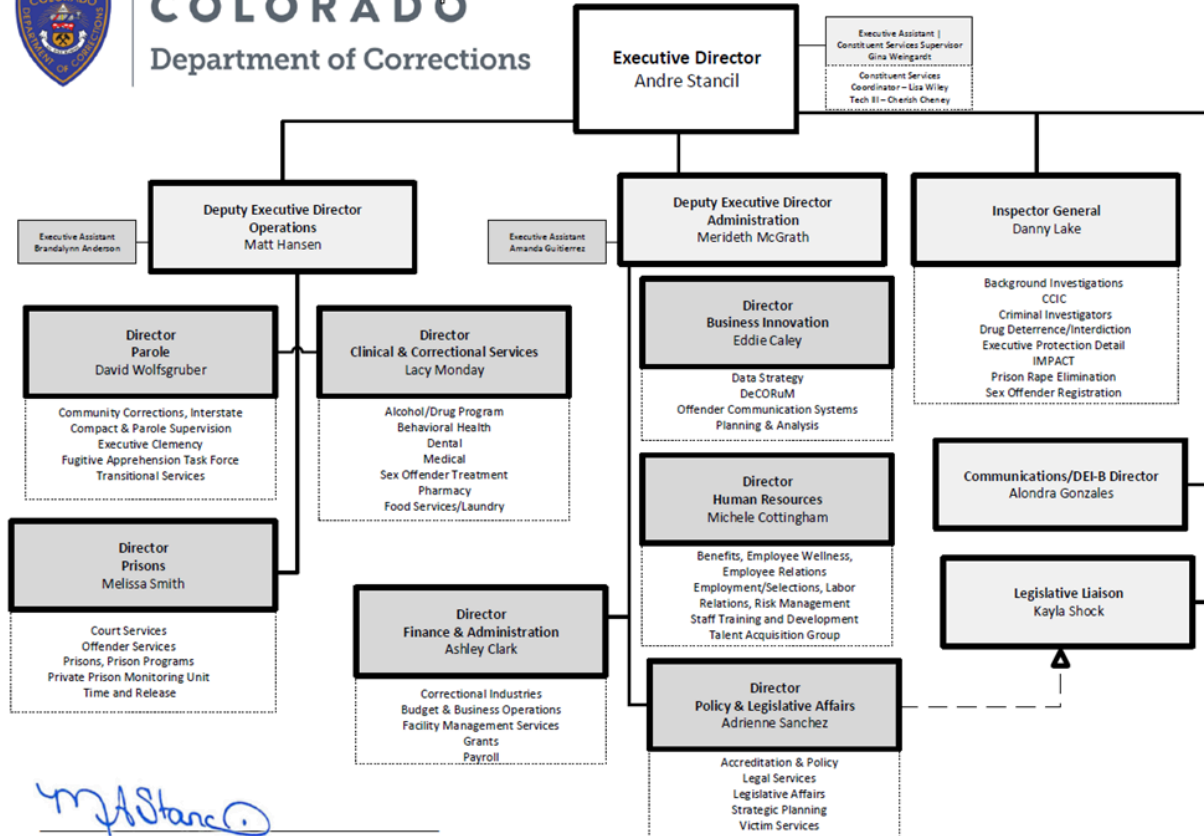 COLORADO
Department of Corrections
COLORADO
DEPARTMENT OF CORRECTIONS
Executive Director
Andre Stancil
Executive Assistant |
Constituent Services Supervisor
Gina Weingardt
Constituent Services
Coordinator – Lisa Wiley
Tech III – Cherish Cheney
Deputy Executive Director
Operations
Matt Hansen
Executive Assistant
Brandalynn Anderson
Deputy Executive Director
Administration
Merideth McGrath
Executive Assistant
Amanda Guitierrez
Inspector General
Danny Lake
Background Investigations
CCIC
Criminal Investigators
Drug Deterrence/Interdiction
Executive Protection Detail
IMPACT
Prison Rape Elimination
Sex Offender Registration
Director
Parole
David Wolfsgruber
Community Corrections, Interstate
Compact & Parole Supervision
Executive Clemency
Fugitive Apprehension Task Force
Transitional Services
Director
Clinical & Correctional Services
Lacy Monday
Alcohol/Drug Program
Behavioral Health
Dental
Medical
Sex Offender Treatment
Pharmacy
Food Services/Laundry
Director
Business Innovation
Eddie Caley
Data Strategy
DeCORuM
Offender Communication Systems
Planning & Analysis
Communications/DEI-B Director
Alondra Gonzales
Director
Human Resources
Michele Cottingham
Benefits, Employee Wellness,
Employee Relations
Employment/Selections, Labor
Relations, Risk Management
Staff Training and Development
Talent Acquisition Group
Director
Prisons
Melissa Smith
Court Services
Offender Services
Prisons, Prison Programs
Private Prison Monitoring Unit
Time and Release
Legislative Liaison
Kayla Shock
Director
Finance & Administration
Ashley Clark
Correctional Industries
Budget & Business Operations
Facility Management Services
Grants
Payroll
Director
Policy & Legislative Affairs
Adrienne Sanchez
Accreditation & Policy
Legal Services
Legislative Affairs
Strategic Planning
Victim Services